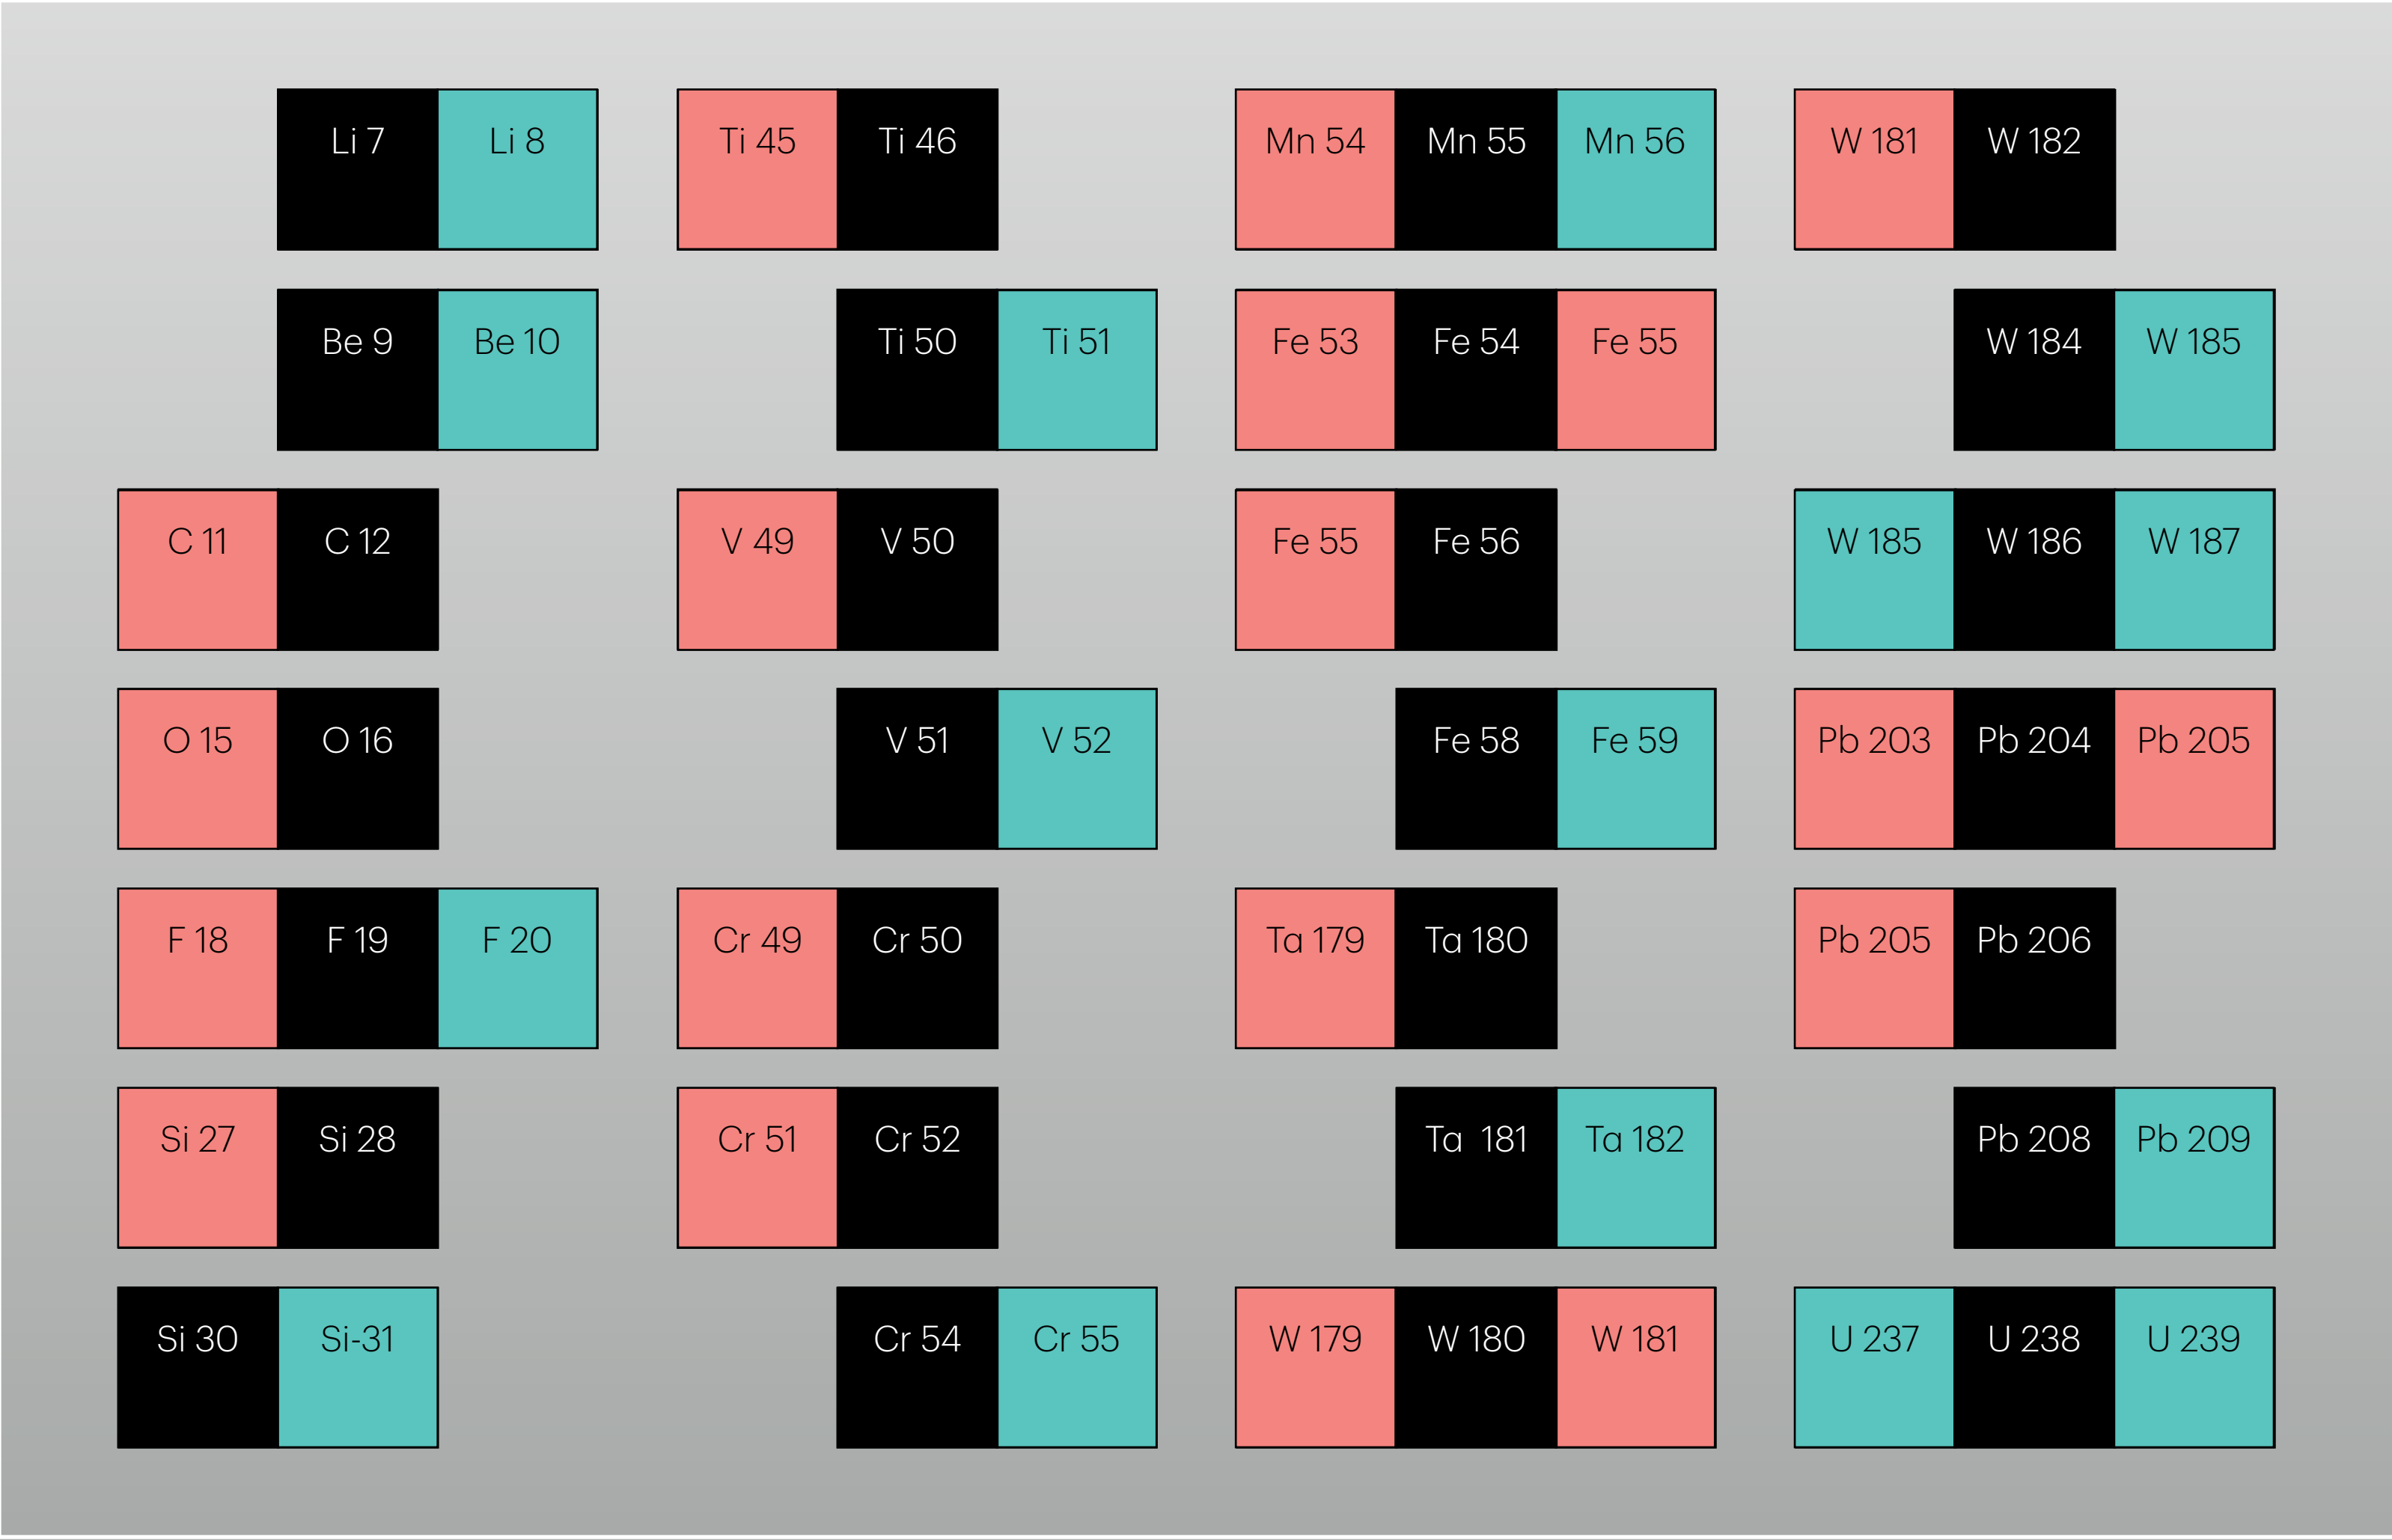 Li 7 Li 8 Ti 45 Ti 46 Mn 54 Mn 55 Mn 56 W 181 W 182
Be 9 Be 10 Ti 50 Ti 51 Fe 53 Fe 54 Fe 55 W 184 W 185
C 11 C 12 V 49 V 50 Fe 55 Fe 56 W 185 W 186 W 187
O 15 O 16 V 51 V 52 Fe 58 Fe 59 Pb 203 Pb 204 Pb 205
F 18 F 19 F 20 Cr 49 Cr 50 Ta 179 Ta 180 Pb 205 Pb 206
Si 27 Si 28 Cr 51 Cr 52 Ta 181 Ta 182 Pb 208 Pb 209
Si 30 Si-31 Cr 54 Cr 55 W 179 W 180 W 181 U 237 U 238 U 239